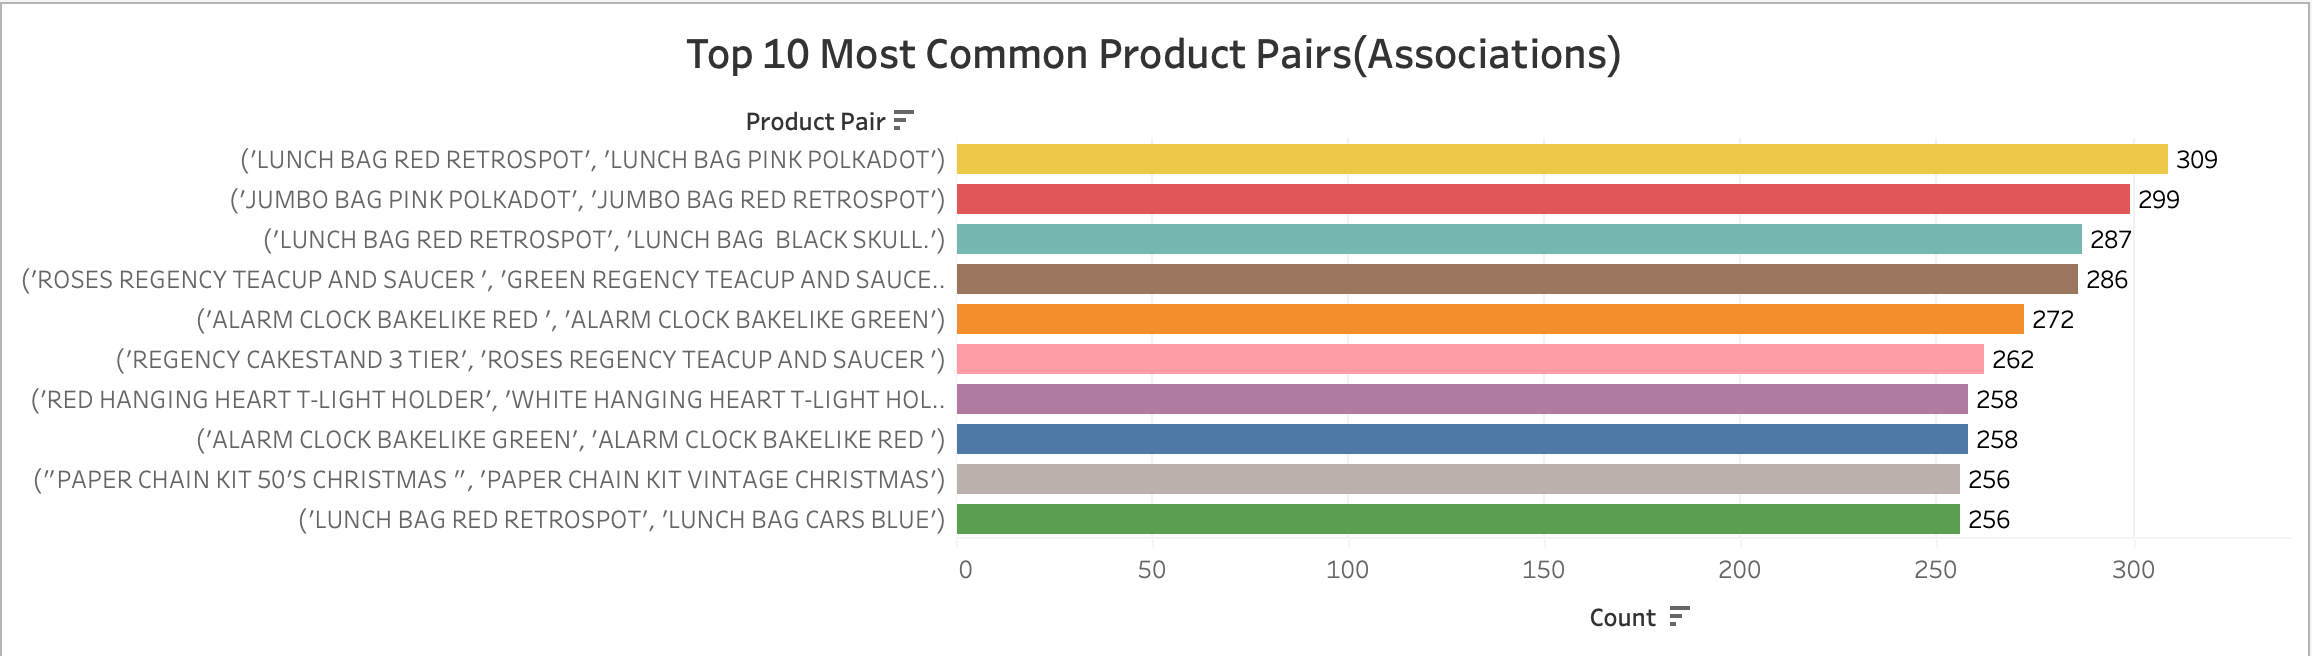 Top 10 Most Common Product Pairs(Associations)
Product Pair
('LUNCH BAG RED RETROSPOT', 'LUNCH BAG PINK POLKADOT') 309
('JUMBO BAG PINK POLKADOT', 'JUMBO BAG RED RETROSPOT') 299
('LUNCH BAG RED RETROSPOT', 'LUNCH BAG  BLACK SKULL.') 287
('ROSES REGENCY TEACUP AND SAUCER ', 'GREEN REGENCY TEACUP AND SAUCE.. 286
('ALARM CLOCK BAKELIKE RED ', 'ALARM CLOCK BAKELIKE GREEN') 272
('REGENCY CAKESTAND 3 TIER', 'ROSES REGENCY TEACUP AND SAUCER ') 262
('RED HANGING HEART T-LIGHT HOLDER', 'WHITE HANGING HEART T-LIGHT HOL.. 258
('ALARM CLOCK BAKELIKE GREEN', 'ALARM CLOCK BAKELIKE RED ') 258
("PAPER CHAIN KIT 50'S CHRISTMAS ", 'PAPER CHAIN KIT VINTAGE CHRISTMAS') 256
('LUNCH BAG RED RETROSPOT', 'LUNCH BAG CARS BLUE') 256
0 50 100 150 200 250 300
Count